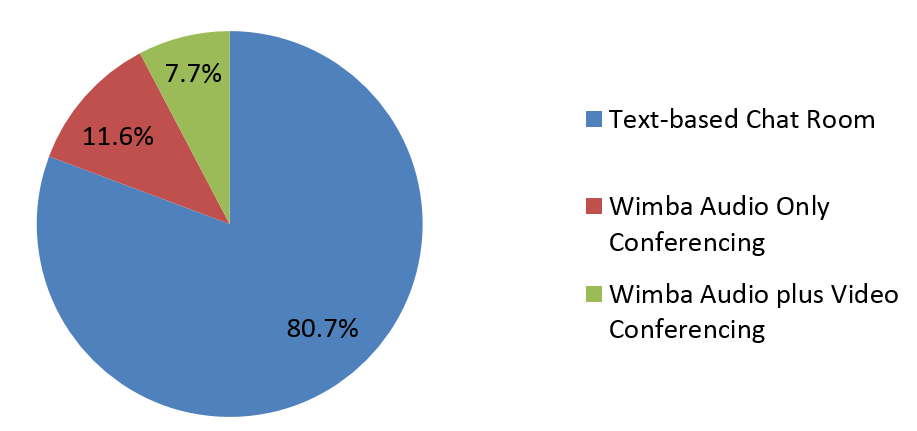 7.7%
11.6%
80.7%
Text-based Chat Room
Wimba Audio Only
Conferencing
Wimba Audio plus Video
Conferencing